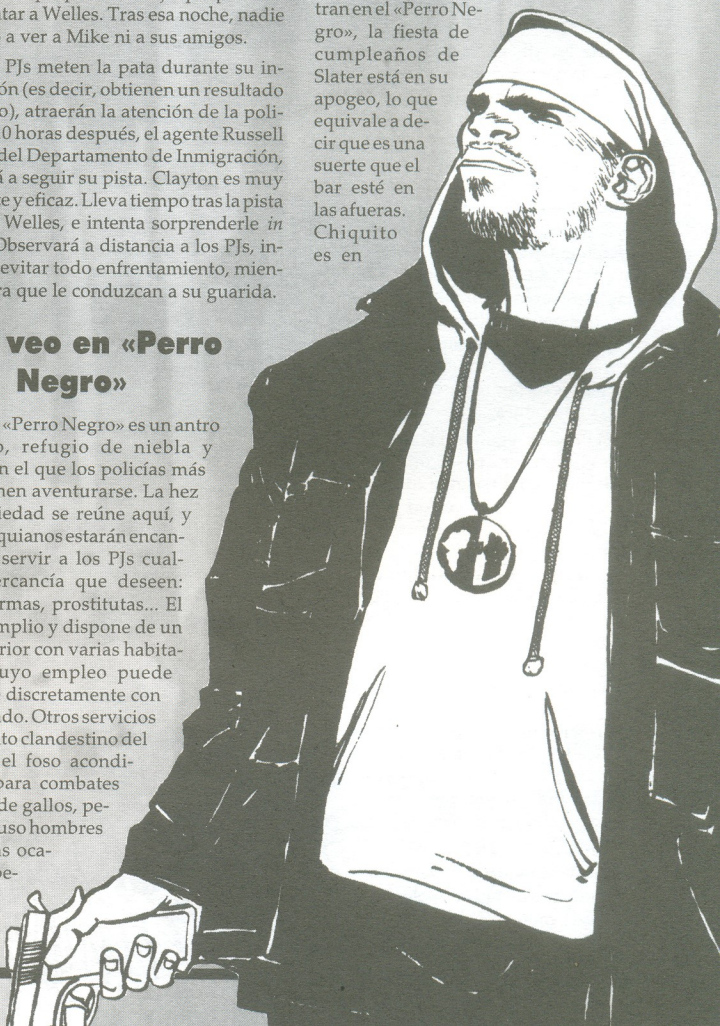 tar a Welles. Tras esa noche, nadie
a ver a Mike ni a sus amigos.
PJs meten la pata durante su in-
ón (es decir, obtienen un resultado
o), atraerán la atención de la poli-
0 horas después, el agente Russell
del Departamento de Inmigración,
á a seguir su pista. Clayton es muy
te y eficaz. Lleva tiempo tras la pista
Welles, e intenta sorprenderle in
Observará a distancia a los PJs, in-
evitar todo enfrentamiento, mien-
ra que le conduzcan a su guarida.
veo en «Perro
Negro»
«Perro Negro» es un antro
o, refugio de niebla y
n el que los policías más
nen aventurarse. La hez
iedad se reúne aquí, y
quianos estarán encan-
servir a los PJs cual-
ercancía que deseen:
rmas, prostitutas... El
mplio y dispone de un
rior con varias habita-
uyo empleo puede
discretamente con
do. Otros servicios
to clandestino del
el foso acondi-
para combates
de gallos, pe-
uso hombres
s oca-
pe-
tran en el «Perro Ne-
gro», la fiesta de
cumpleaños de
Slater está en su
apogeo, lo que
equivale a de-
cir que es una
suerte que el
bar esté en
las afueras.
Chiquito
es en